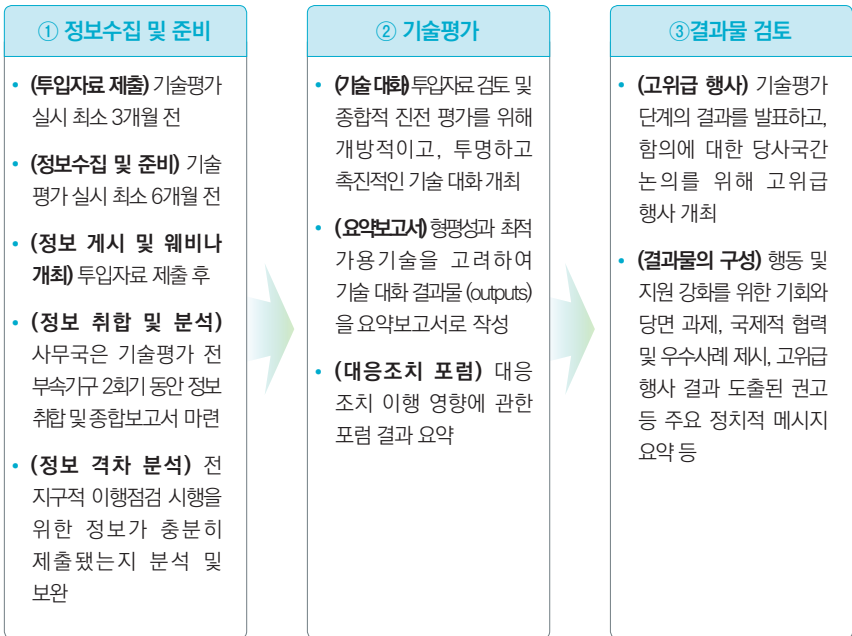 ① 정보수집 및 준비
• (투입자료 제출) 기술평가
실시 최소 3개월 전
• (정보수집 및 준비) 기술
평가 실시 최소 6개월 전
• (정보 게시 및 웨비나
개최) 투입자료 제출 후
• (정보 취합 및 분석)
사무국은 기술평가 전
부속기구 2회기 동안 정보
취합 및 종합보고서 마련
• (정보 격차 분석) 전
지구적 이행점검 시행을
위한 정보가 충분히
제출됐는지 분석 및
보완
② 기술평가
• (기술 대화) 투입자료 검토 및
종합적 진전 평가를 위해
개방적이고, 투명하고
촉진적인 기술 대화 개최
• (요약보고서) 형평성과 최적
가용기술을 고려하여
기술 대화 결과물 (outputs)
을 요약보고서로 작성
• (대응조치 포럼) 대응
조치 이행 영향에 관한
포럼 결과 요약
③결과물 검토
• (고위급 행사) 기술평가
단계의 결과를 발표하고,
함의에 대한 당사국간
논의를 위해 고위급
행사 개최
• (결과물의 구성) 행동 및
지원 강화를 위한 기회와
당면 과제, 국제적 협력
및 우수사례 제시, 고위급
행사 결과 도출된 권고
등 주요 정치적 메시지
요약 등